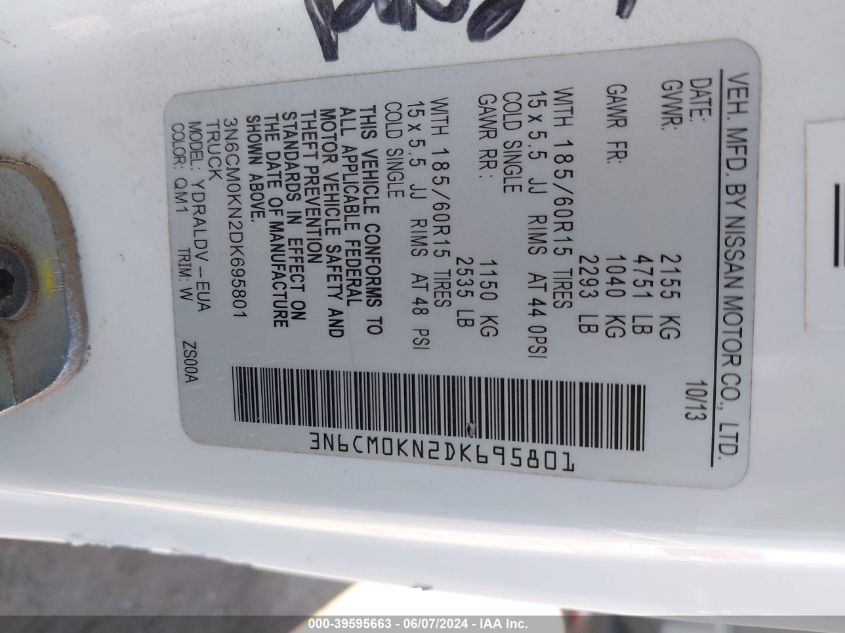 VEH. MFD. BY NISSAN MOTOR CO., LTD.
DATE: 10/13
GVWR: 2155 KG
4751 LB
GAWR FR: 1040 KG
2293 LB
WITH 185/60R15 TIRES
15 x 5.5 JJ RIMS AT 44 0PSI
COLD SINGLE
GAWR RR: 1150 KG
2535 LB
WITH 185/60R15 TIRES
15 x 5.5 JJ RIMS AT 48 PSI
COLD SINGLE
THIS VEHICLE CONFORMS TO
ALL APPLICABLE FEDERAL
MOTOR VEHICLE SAFETY AND
THEFT PREVENTION
STANDARDS IN EFFECT ON
THE DATE OF MANUFACTURE
SHOWN ABOVE.
3N6CM0KN2DK695801
TRUCK
MODEL: YDRALDV-EUA
COLOR: QM1 TRIM: W ZS00A
3N6CM0KN2DK695801
000-39595663 - 06/07/2024 - IAA Inc.